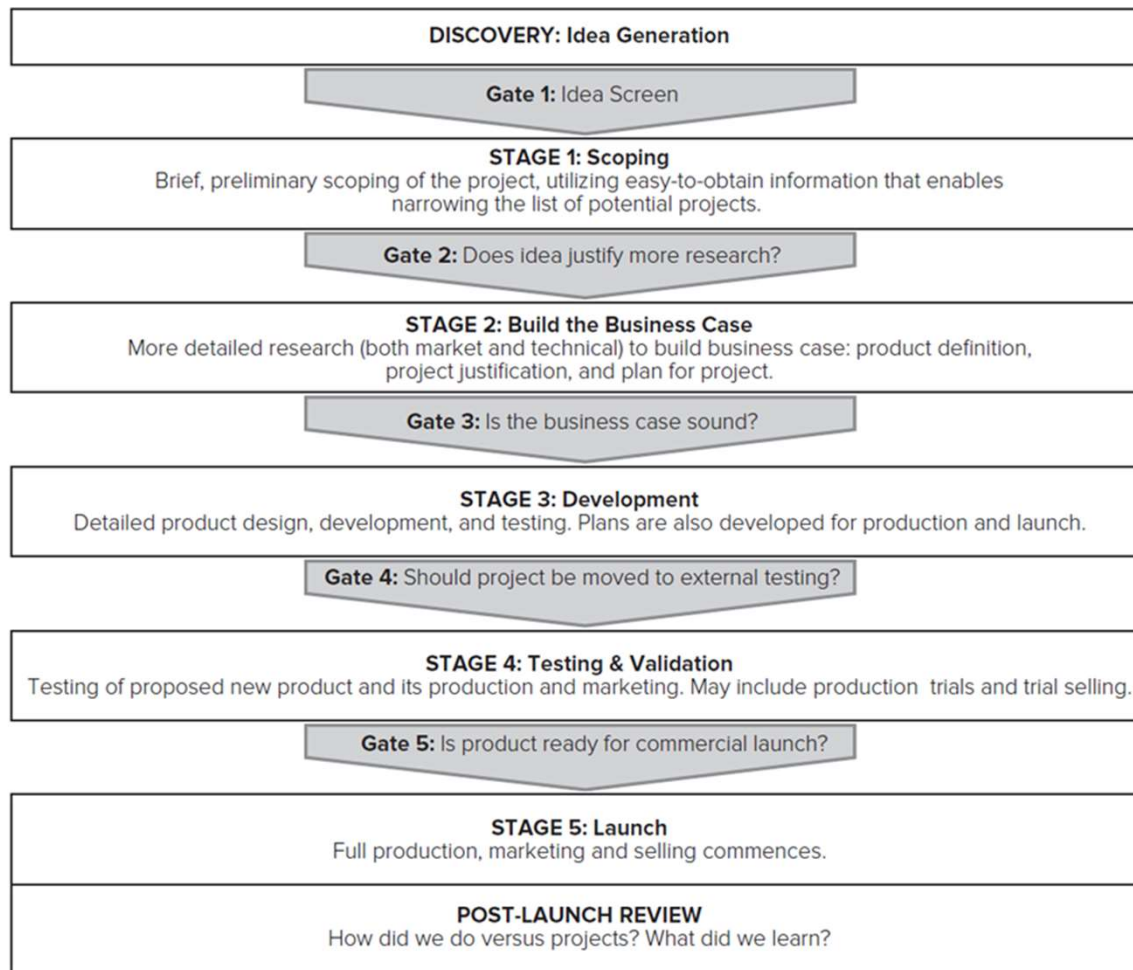 DISCOVERY: Idea Generation
Gate 1: Idea Screen
STAGE 1: Scoping
Brief, preliminary scoping of the project, utilizing easy-to-obtain information that enables
narrowing the list of potential projects.
Gate 2: Does idea justify more research?
STAGE 2: Build the Business Case
More detailed research (both market and technical) to build business case: product definition,
project justification, and plan for project.
Gate 3: Is the business case sound?
STAGE 3: Development
Detailed product design, development, and testing. Plans are also developed for production and launch.
Gate 4: Should project be moved to external testing?
STAGE 4: Testing & Validation
Testing of proposed new product and its production and marketing. May include production trials and trial selling.
Gate 5: Is product ready for commercial launch?
STAGE 5: Launch
Full production, marketing and selling commences.
POST-LAUNCH REVIEW
How did we do versus projects? What did we learn?